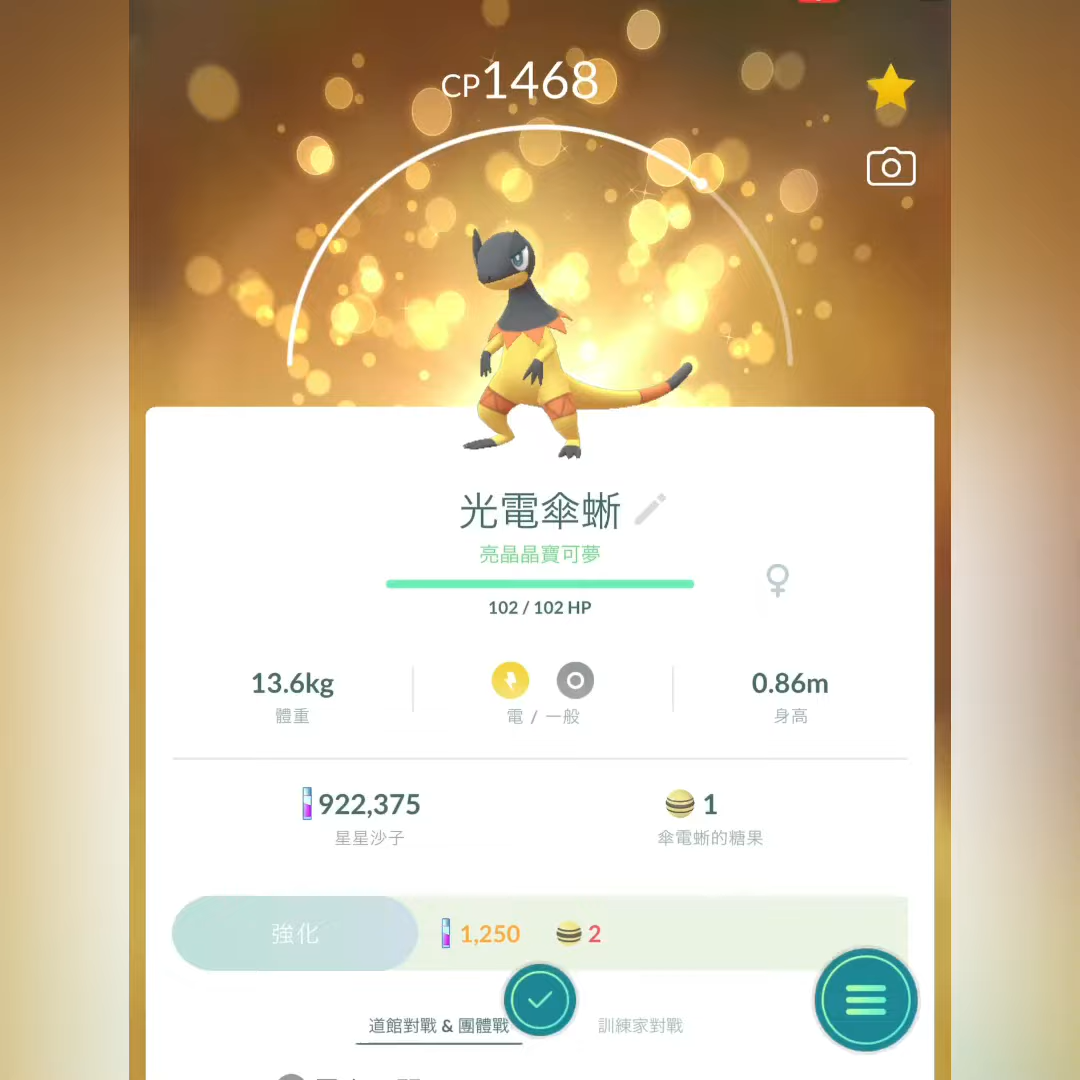 CP1468
光電傘蜥
亮晶晶寶可夢
102 / 102 HP
13.6kg
體重
電 / 一般
0.86m
身高
922,375
星星沙子
1
傘電蜥的糖果
強化
1,250
2
道館對戰 & 團體戰
訓練家對戰